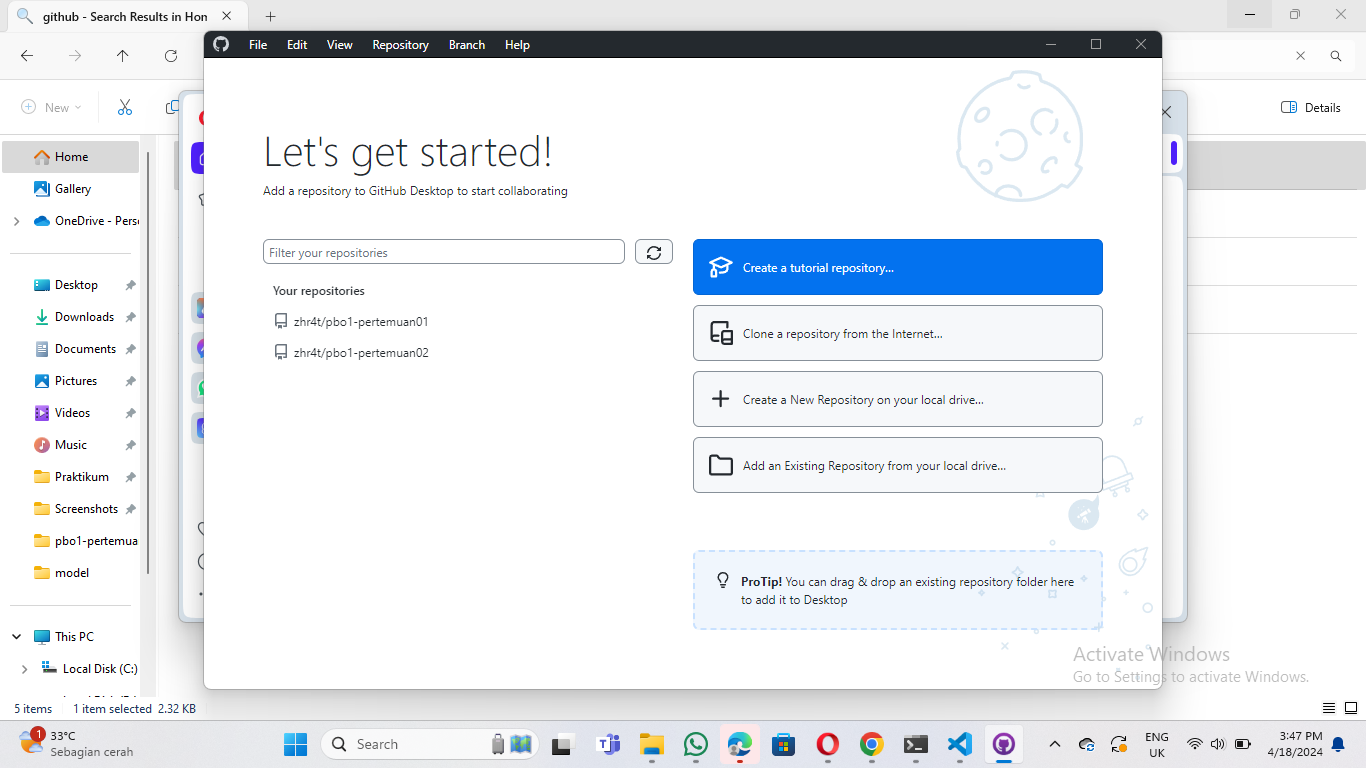 github - Search Results in Hon
File Edit View Repository Branch Help
New
Details
Home
Gallery
OneDrive - Pers
Desktop
Downloads
Documents
Pictures
Videos
Music
Praktikum
Screenshots
pbo1-pertemua
model
This PC
Local Disk (C:)
5 items 1 item selected 2.32 KB
Let's get started!
Add a repository to GitHub Desktop to start collaborating
Filter your repositories
Your repositories
zhr4t/pbo1-pertemuan01
zhr4t/pbo1-pertemuan02
Create a tutorial repository...
Clone a repository from the Internet...
Create a New Repository on your local drive...
Add an Existing Repository from your local drive...
ProTip! You can drag & drop an existing repository folder here
to add it to Desktop
Activate Windows
Go to Settings to activate Windows.
1
33°C
Sebagian cerah
Search
ENG
UK
3:47 PM
4/18/2024